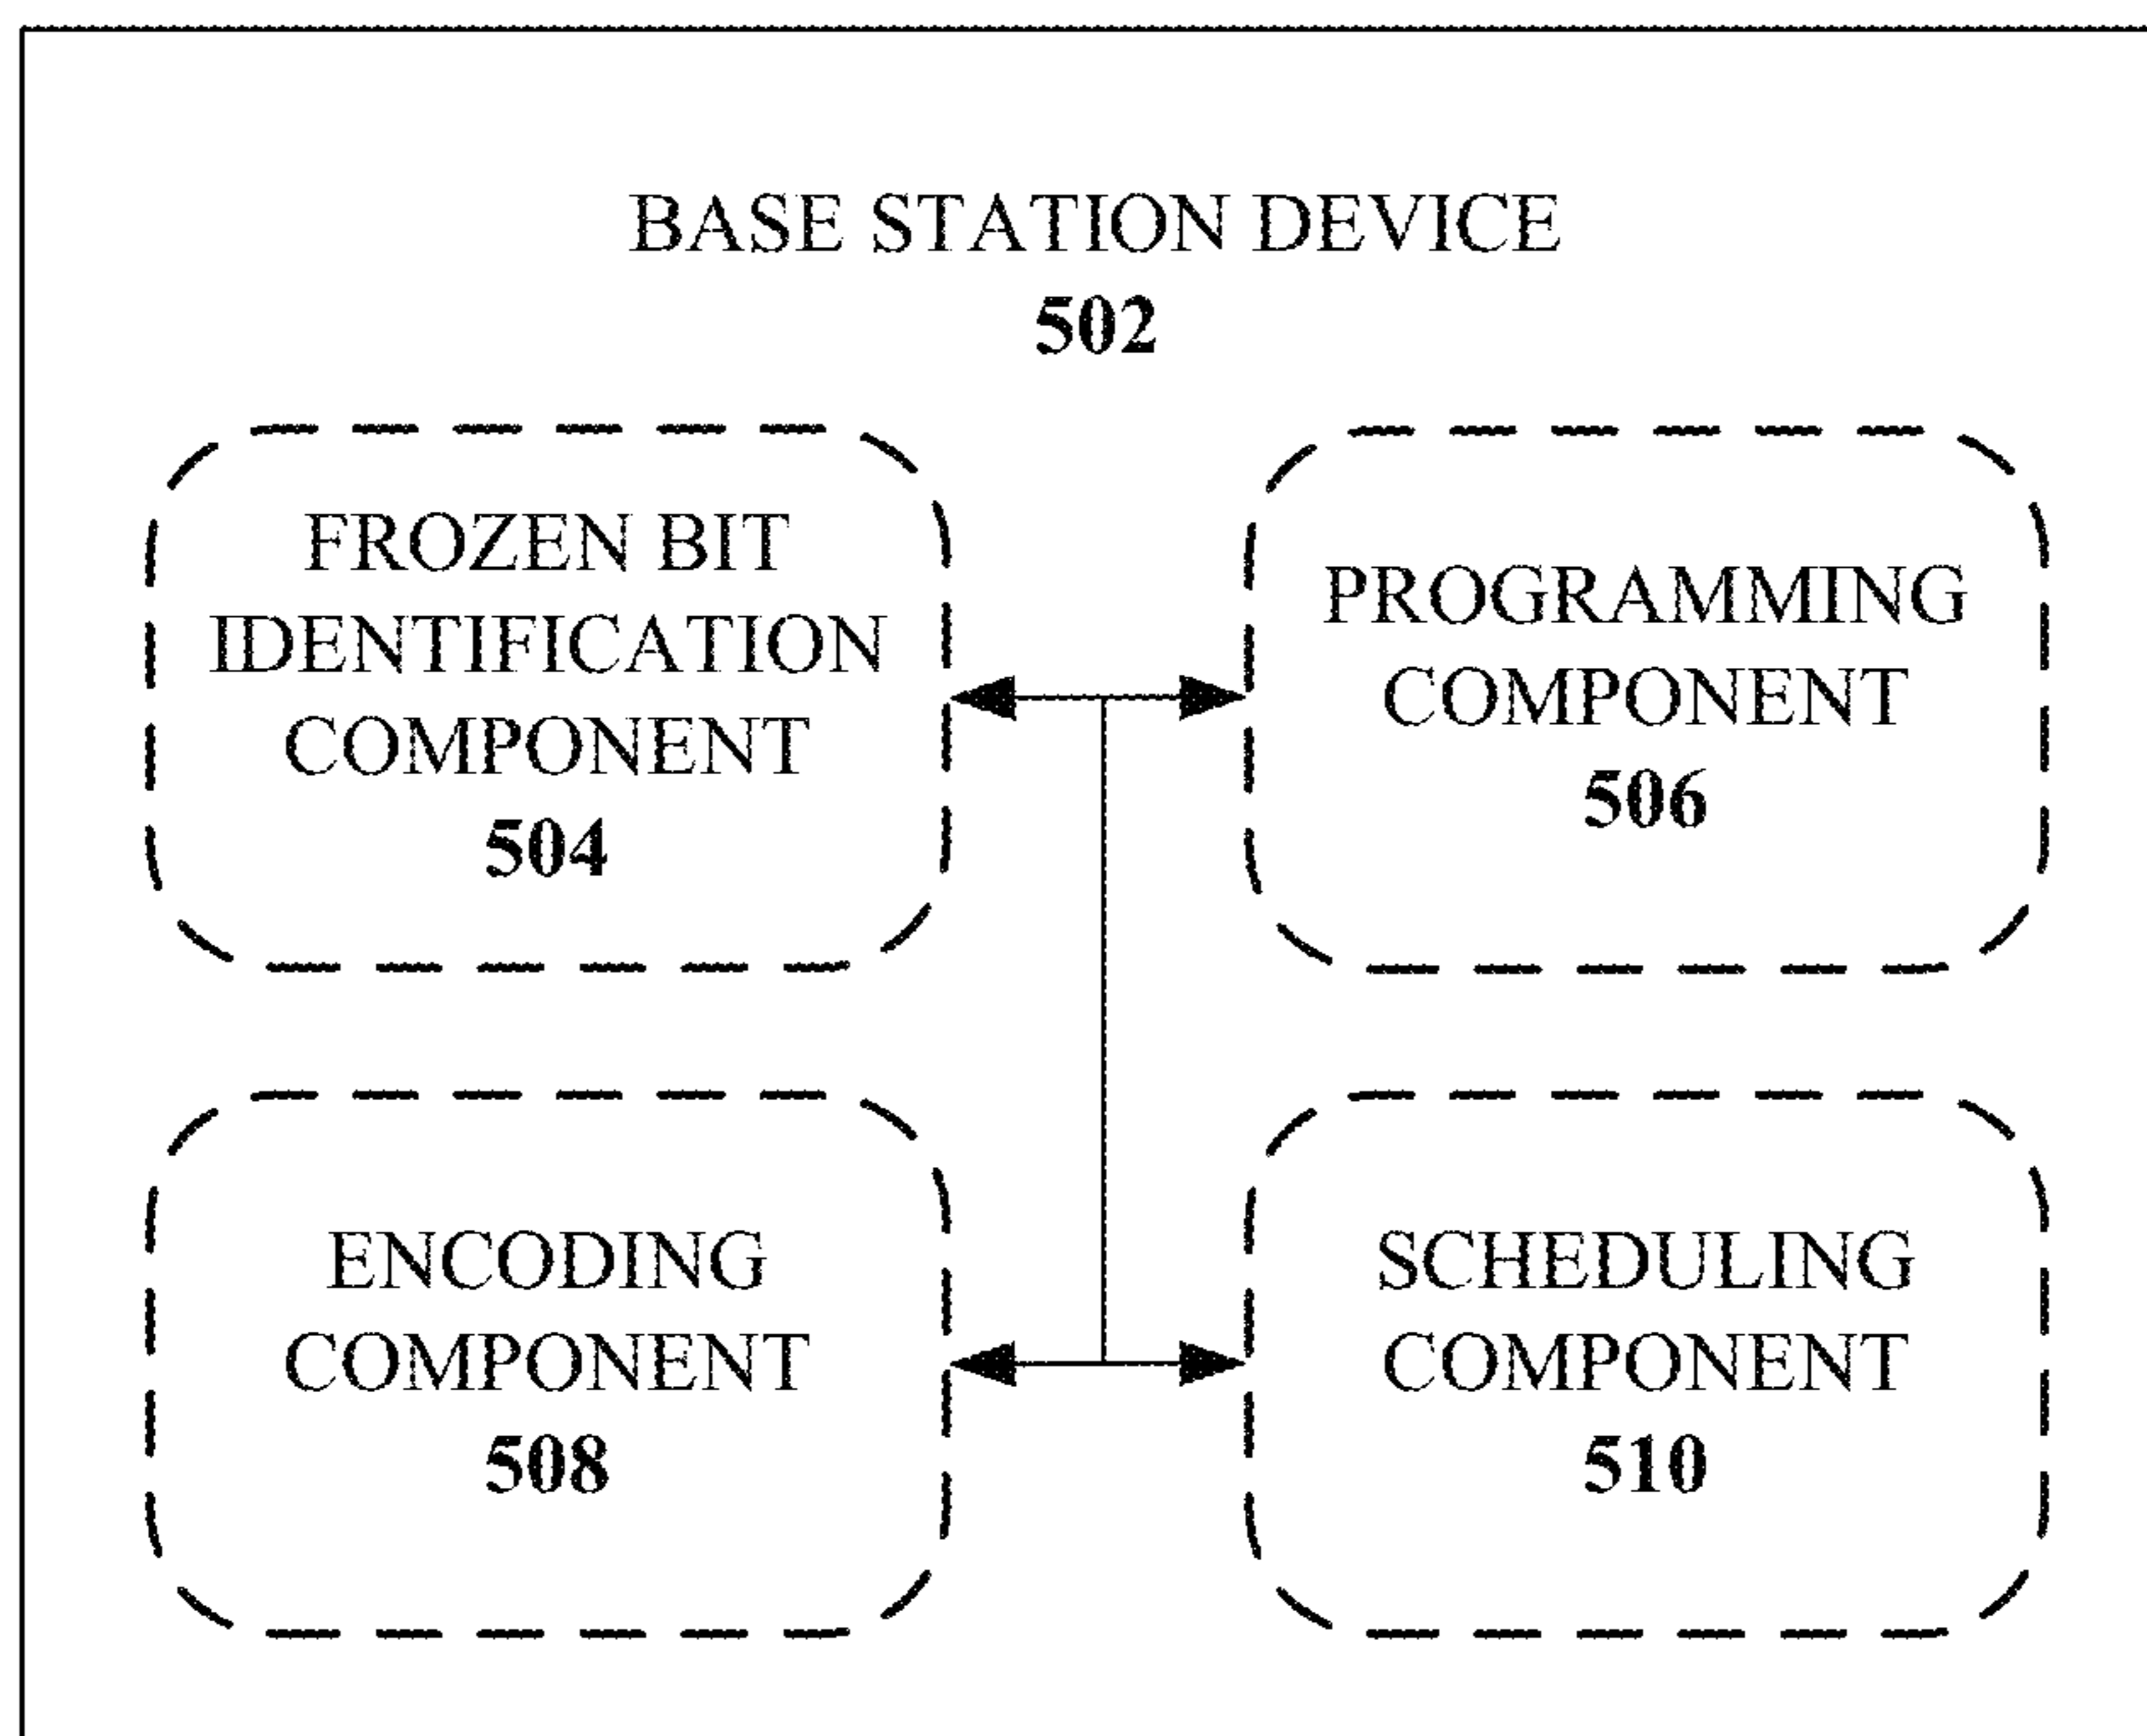 BASE STATION DEVICE
502
FROZEN BIT
IDENTIFICATION
COMPONENT
504
PROGRAMMING
COMPONENT
506
ENCODING
COMPONENT
508
SCHEDULING
COMPONENT
510